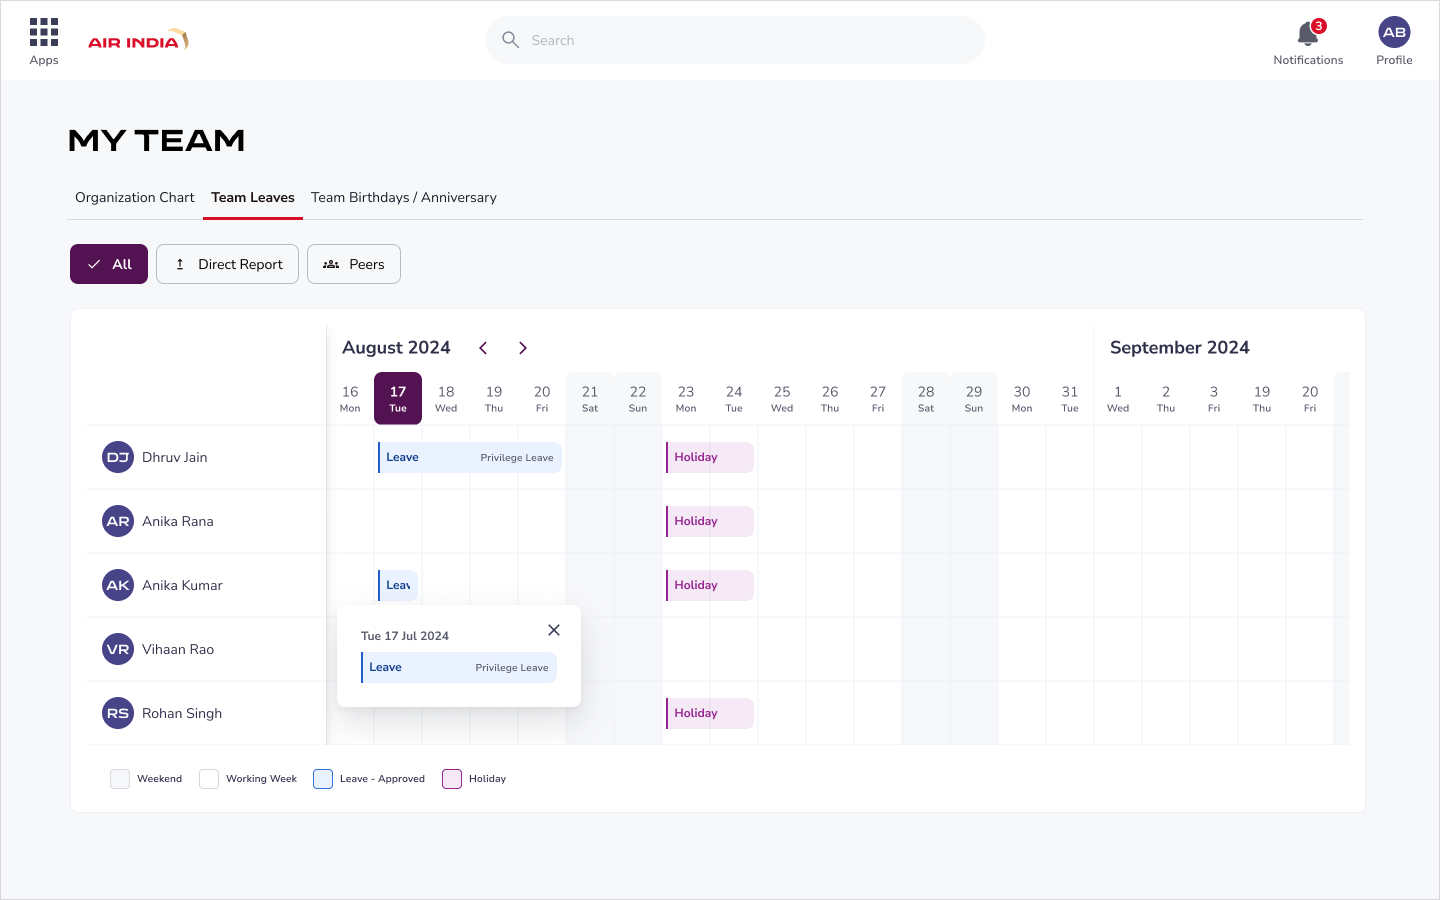 Apps
AIR INDIA
Search
3
Notifications
AB
Profile
MY TEAM
Organization Chart Team Leaves Team Birthdays / Anniversary
All Direct Report Peers
August 2024 September 2024
16 17 18 19 20 21 22 23 24 25 26 27 28 29 30 31 1 2 3 19 20
Mon Tue Wed Thu Fri Sat Sun Mon Tue Wed Thu Fri Sat Sun Mon Tue Wed Thu Fri Thu Fri
DJ Dhruv Jain Leave Privilege Leave Holiday
AR Anika Rana Holiday
AK Anika Kumar Leav Holiday
Tue 17 Jul 2024
VR Vihaan Rao
Leave Privilege Leave
RS Rohan Singh Holiday
Weekend Working Week Leave - Approved Holiday